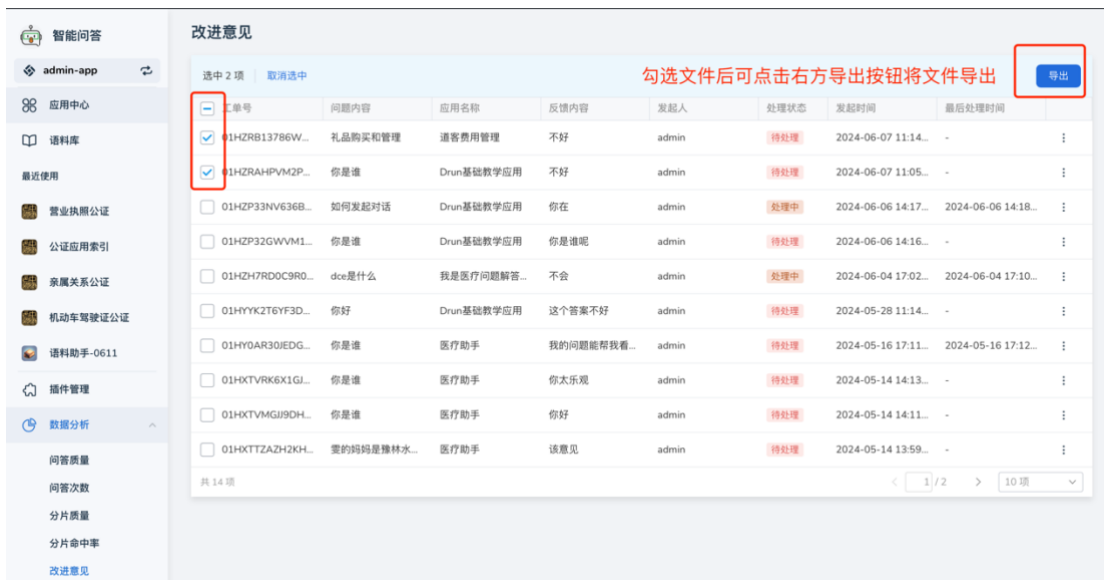 智能问答
改进意见
admin-app
选中 2 项 取消选中
勾选文件后可点击右方导出按钮将文件导出
导出
应用中心
工单号 问题内容 应用名称 反馈内容 发起人 处理状态 发起时间 最后处理时间
语料库
01HZRB13786W... 礼品购买和管理 道客费用管理 不好 admin 待处理 2024-06-07 11:14... -
最近使用
01HZRAHPVM2P... 你是谁 Drun基础教学应用 不好 admin 待处理 2024-06-07 11:05... -
营业执照公证
01HZP33NV636B... 如何发起对话 Drun基础教学应用 你在 admin 处理中 2024-06-06 14:17... 2024-06-06 14:18...
公证应用索引
01HZP32GWVM1... 你是谁 Drun基础教学应用 你是谁呢 admin 待处理 2024-06-06 14:16... -
亲属关系公证
01HZH7RD0C9R0... dce是什么 我是医疗问题解答... 不会 admin 处理中 2024-06-04 17:02... 2024-06-04 17:10...
机动车驾驶证公证
01HYYK2T6YF3D... 你好 Drun基础教学应用 这个答案不好 admin 待处理 2024-05-28 11:14... -
语料助手-0611
01HY0AR30JEDG... 你是谁 医疗助手 我的问题能帮我看... admin 待处理 2024-05-16 17:11... 2024-05-16 17:12...
插件管理
01HXTVRK6X1GJ... 你是谁 医疗助手 你太乐观 admin 待处理 2024-05-14 14:13... -
数据分析
01HXTVMGJJ9DH... 你是谁 医疗助手 你好 admin 待处理 2024-05-14 14:11... -
01HXTTZAZH2KH... 雯的妈妈是豫林水... 医疗助手 该意见 admin 待处理 2024-05-14 13:59... -
问答质量
共 14 项 1 / 2 10 项
问答次数
分片质量
分片命中率
改进意见